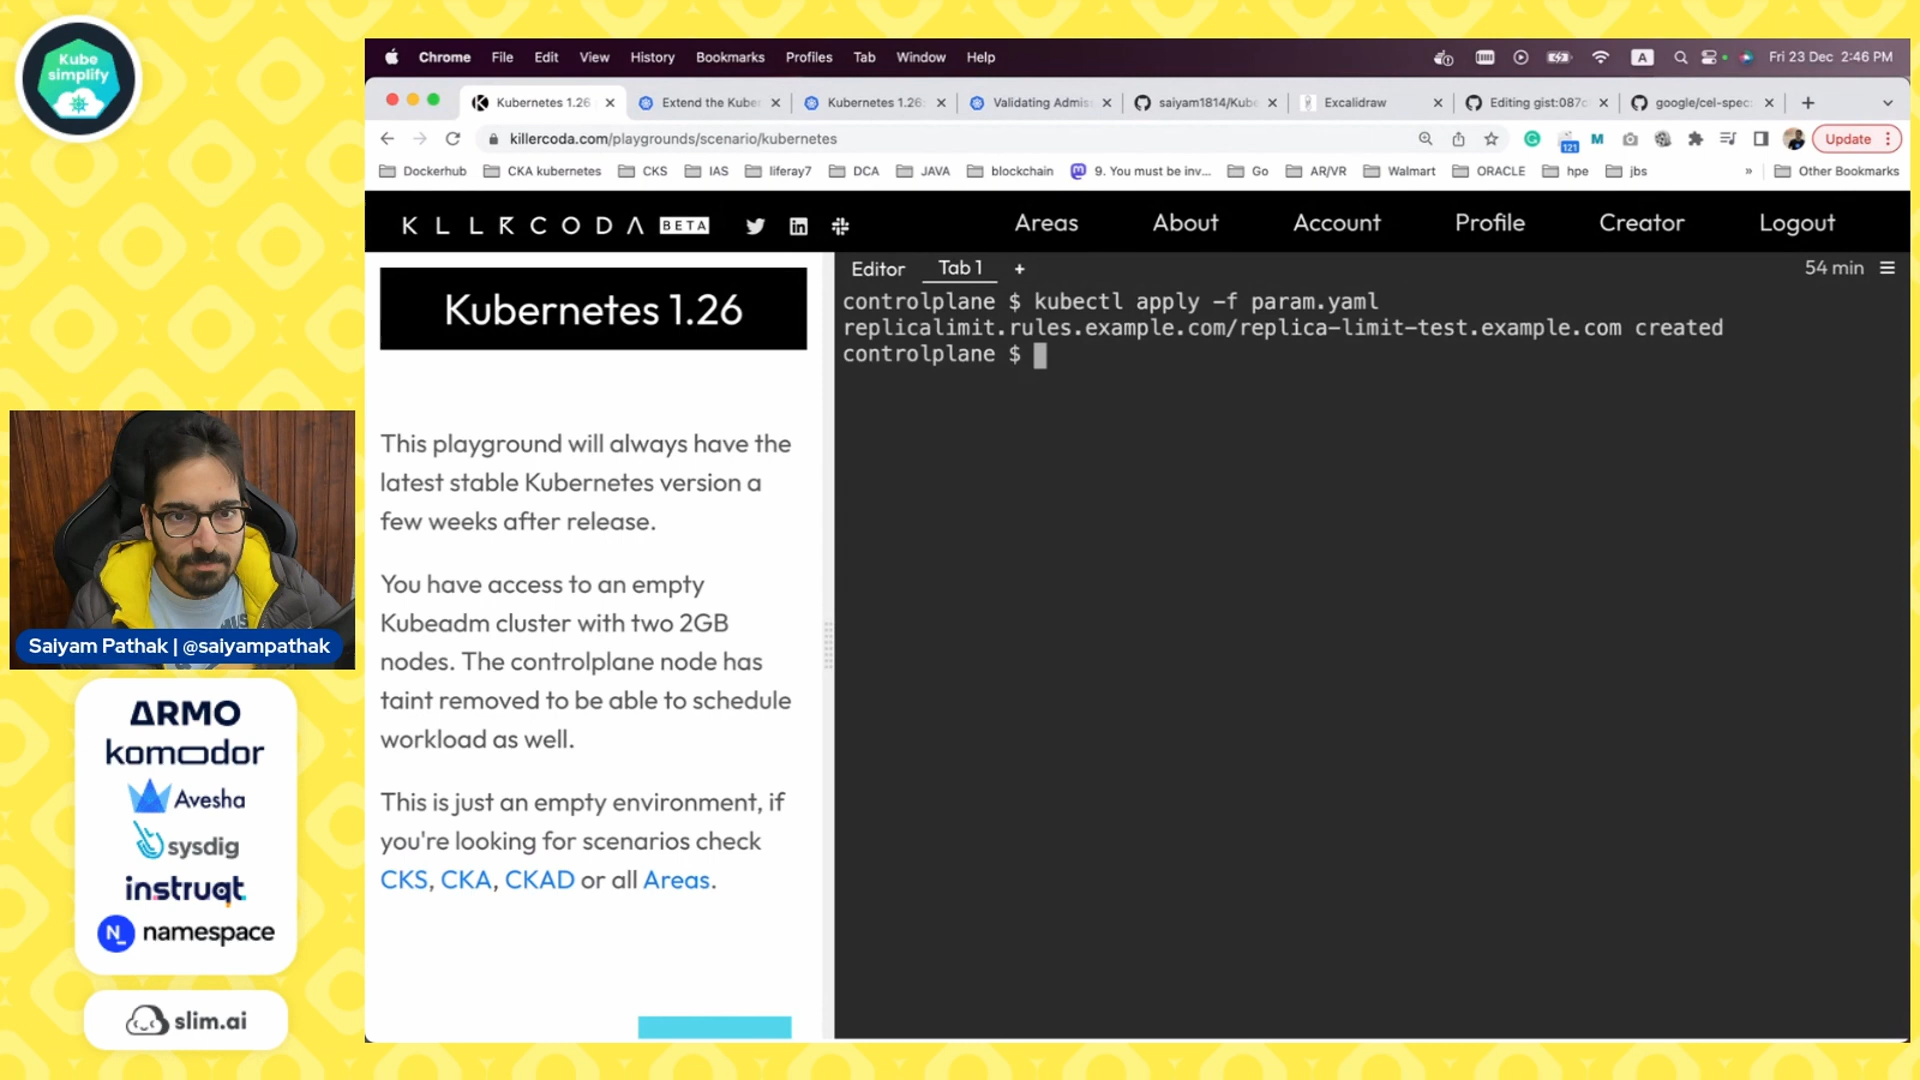 Kube
simplify
Chrome File Edit View History Bookmarks Profiles Tab Window Help
A
Fri 23 Dec 2:46 PM
Kubernetes 1.26
Extend the Kuber
Kubernetes 1.26:
Validating Admis
saiyam1814/Kube
Excalidraw
Editing gist:087c
google/cel-spec:
killercoda.com/playgrounds/scenario/kubernetes
121
M
Update
Dockerhub
CKA kubernetes
CKS
IAS
liferay7
DCA
JAVA
blockchain
9. You must be inv...
Go
AR/VR
Walmart
ORACLE
hpe
jbs
»
Other Bookmarks
KLLRCODA BETA
Areas About Account Profile Creator Logout
Kubernetes 1.26
This playground will always have the
latest stable Kubernetes version a
few weeks after release.
You have access to an empty
Kubeadm cluster with two 2GB
nodes. The controlplane node has
taint removed to be able to schedule
workload as well.
This is just an empty environment, if
you're looking for scenarios check
CKS, CKA, CKAD or all Areas.
Editor Tab 1 +
54 min
controlplane $ kubectl apply -f param.yaml
replicalimit.rules.example.com/replica-limit-test.example.com created
controlplane $
Saiyam Pathak | @saiyampathak
ARMO
komodor
Avesha
sysdig
instruqt
N_ namespace
slim.ai